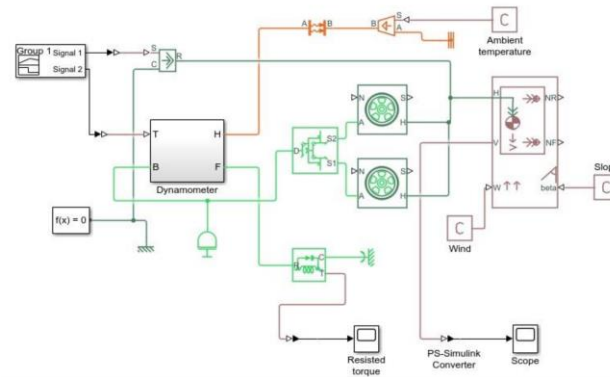 Group 1
Signal 1
Signal 2
S
C
R
A
B
B
S
A
C
Ambient
temperature
T
H
B
F
Dynamometer
N
S
A
H
D
S2
S1
N
S
A
H
H
NR
V
NF
W
beta
C
Slop
C
Wind
f(x) = 0
C
T
Resisted
torque
PS-Simulink
Converter
Scope